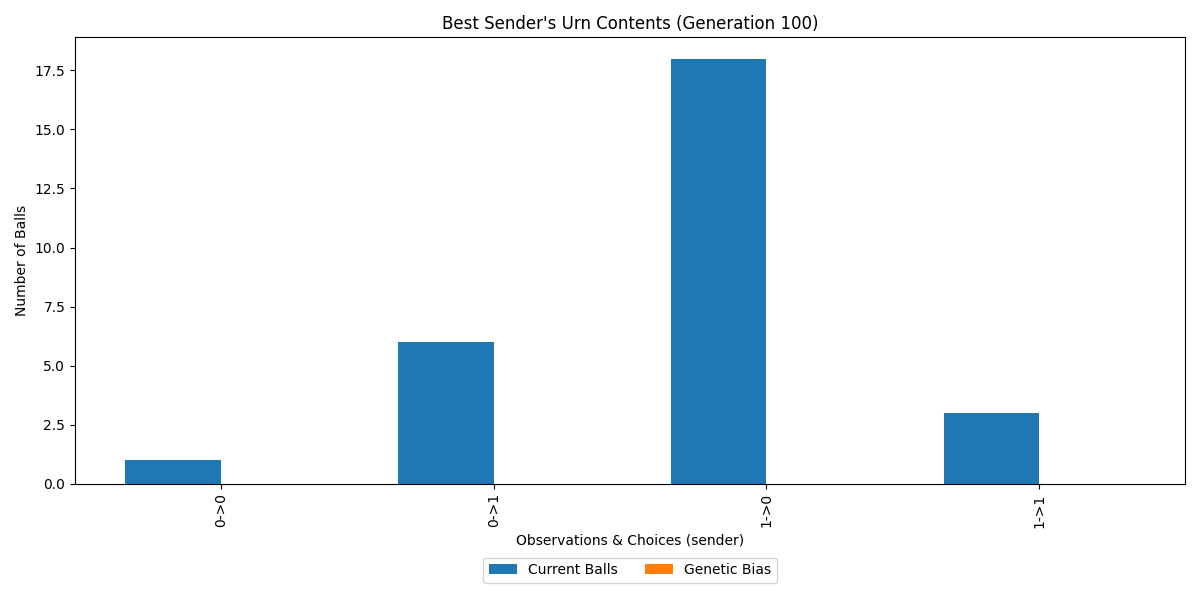 Best Sender's Urn Contents (Generation 100)
Number of Balls
17.5
15.0
12.5
10.0
7.5
5.0
2.5
0.0
0->0
0->1
1->0
1->1
Observations & Choices (sender)
Current Balls
Genetic Bias